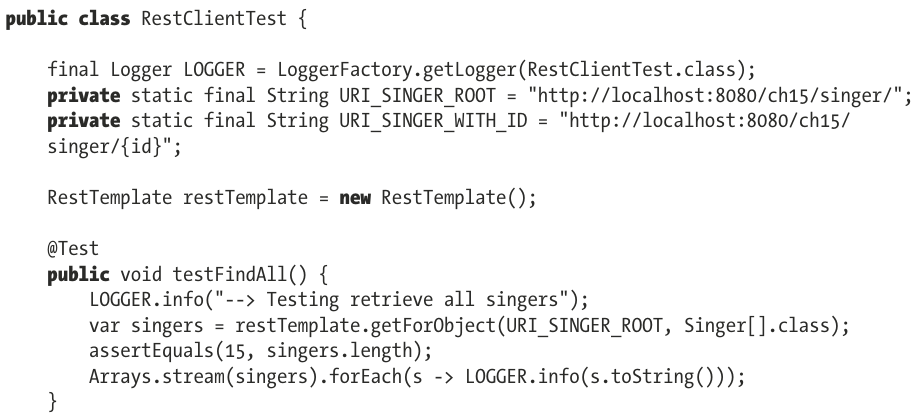 public class RestClientTest {
final Logger LOGGER = LoggerFactory.getLogger(RestClientTest.class);
private static final String URI_SINGER_ROOT = "http://localhost:8080/ch15/singer/";
private static final String URI_SINGER_WITH_ID = "http://localhost:8080/ch15/
singer/{id}";
RestTemplate restTemplate = new RestTemplate();
@Test
public void testFindAll() {
LOGGER.info("--> Testing retrieve all singers");
var singers = restTemplate.getForObject(URI_SINGER_ROOT, Singer[].class);
assertEquals(15, singers.length);
Arrays.stream(singers).forEach(s -> LOGGER.info(s.toString()));
}